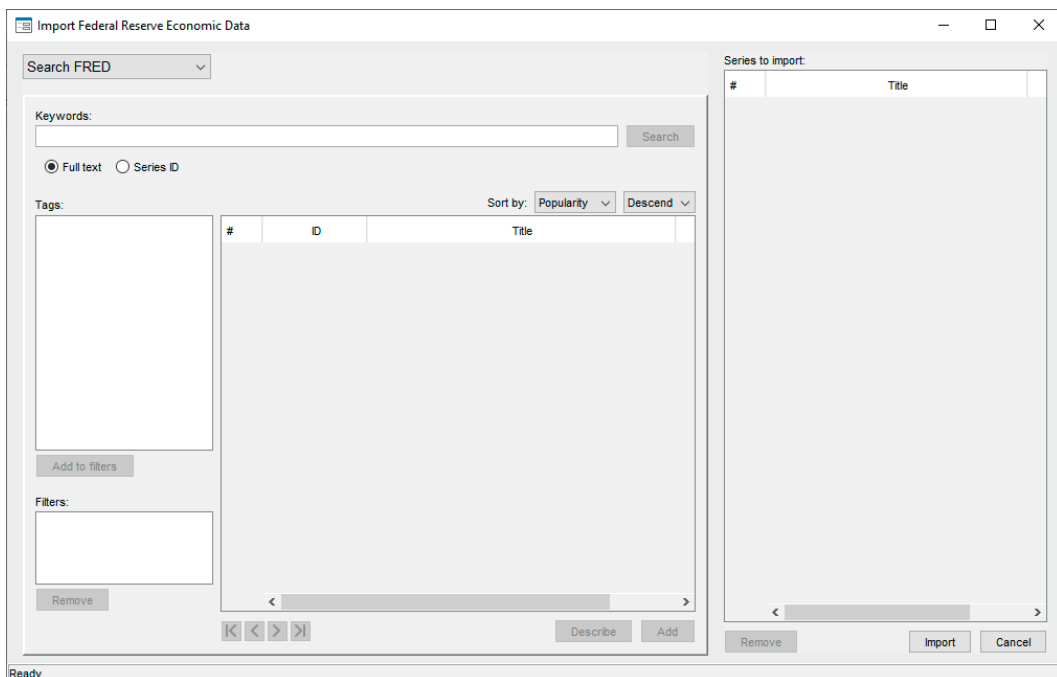 Import Federal Reserve Economic Data
Search FRED
Series to import:
# Title
Keywords:
Search
Full text Series ID
Tags:
Sort by: Popularity Descend
# ID Title
Add to filters
Filters:
Remove
Describe Add
Remove Import Cancel
Ready